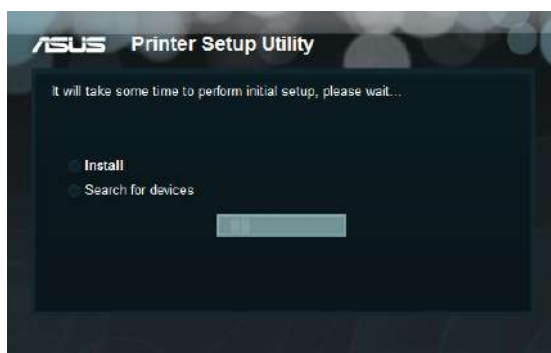 ASUS Printer Setup Utility
It will take some time to perform initial setup, please wait...
Install
Search for devices